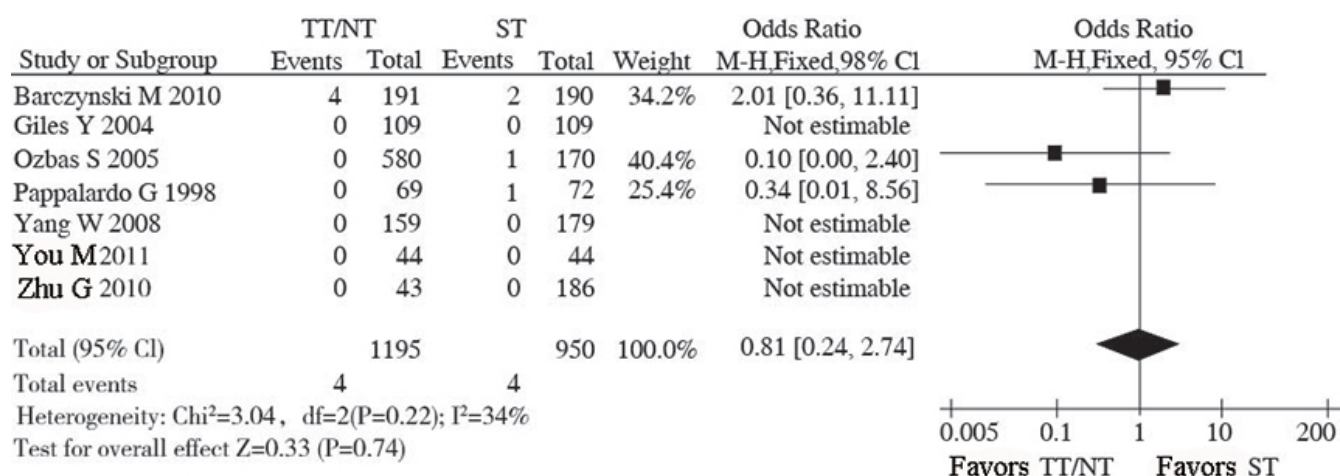 TT/NT ST Odds Ratio Odds Ratio
Study or Subgroup Events Total Events Total Weight M-H,Fixed,98% Cl M-H,Fixed, 95% Cl
Barczynski M 2010 4 191 2 190 34.2% 2.01 [0.36, 11.11]
Giles Y 2004 0 109 0 109 Not estimable
Ozbas S 2005 0 580 1 170 40.4% 0.10 [0.00, 2.40]
Pappalardo G 1998 0 69 1 72 25.4% 0.34 [0.01, 8.56]
Yang W 2008 0 159 0 179 Not estimable
You M2011 0 44 0 44 Not estimable
Zhu G 2010 0 43 0 186 Not estimable
Total (95% Cl) 1195 950 100.0% 0.81 [0.24, 2.74]
Total events 4 4
Heterogeneity: Chi²=3.04, df=2(P=0.22); I²=34%
Test for overall effect Z=0.33 (P=0.74)
0.005 0.1 1 10 200
Favors TT/NT Favors ST